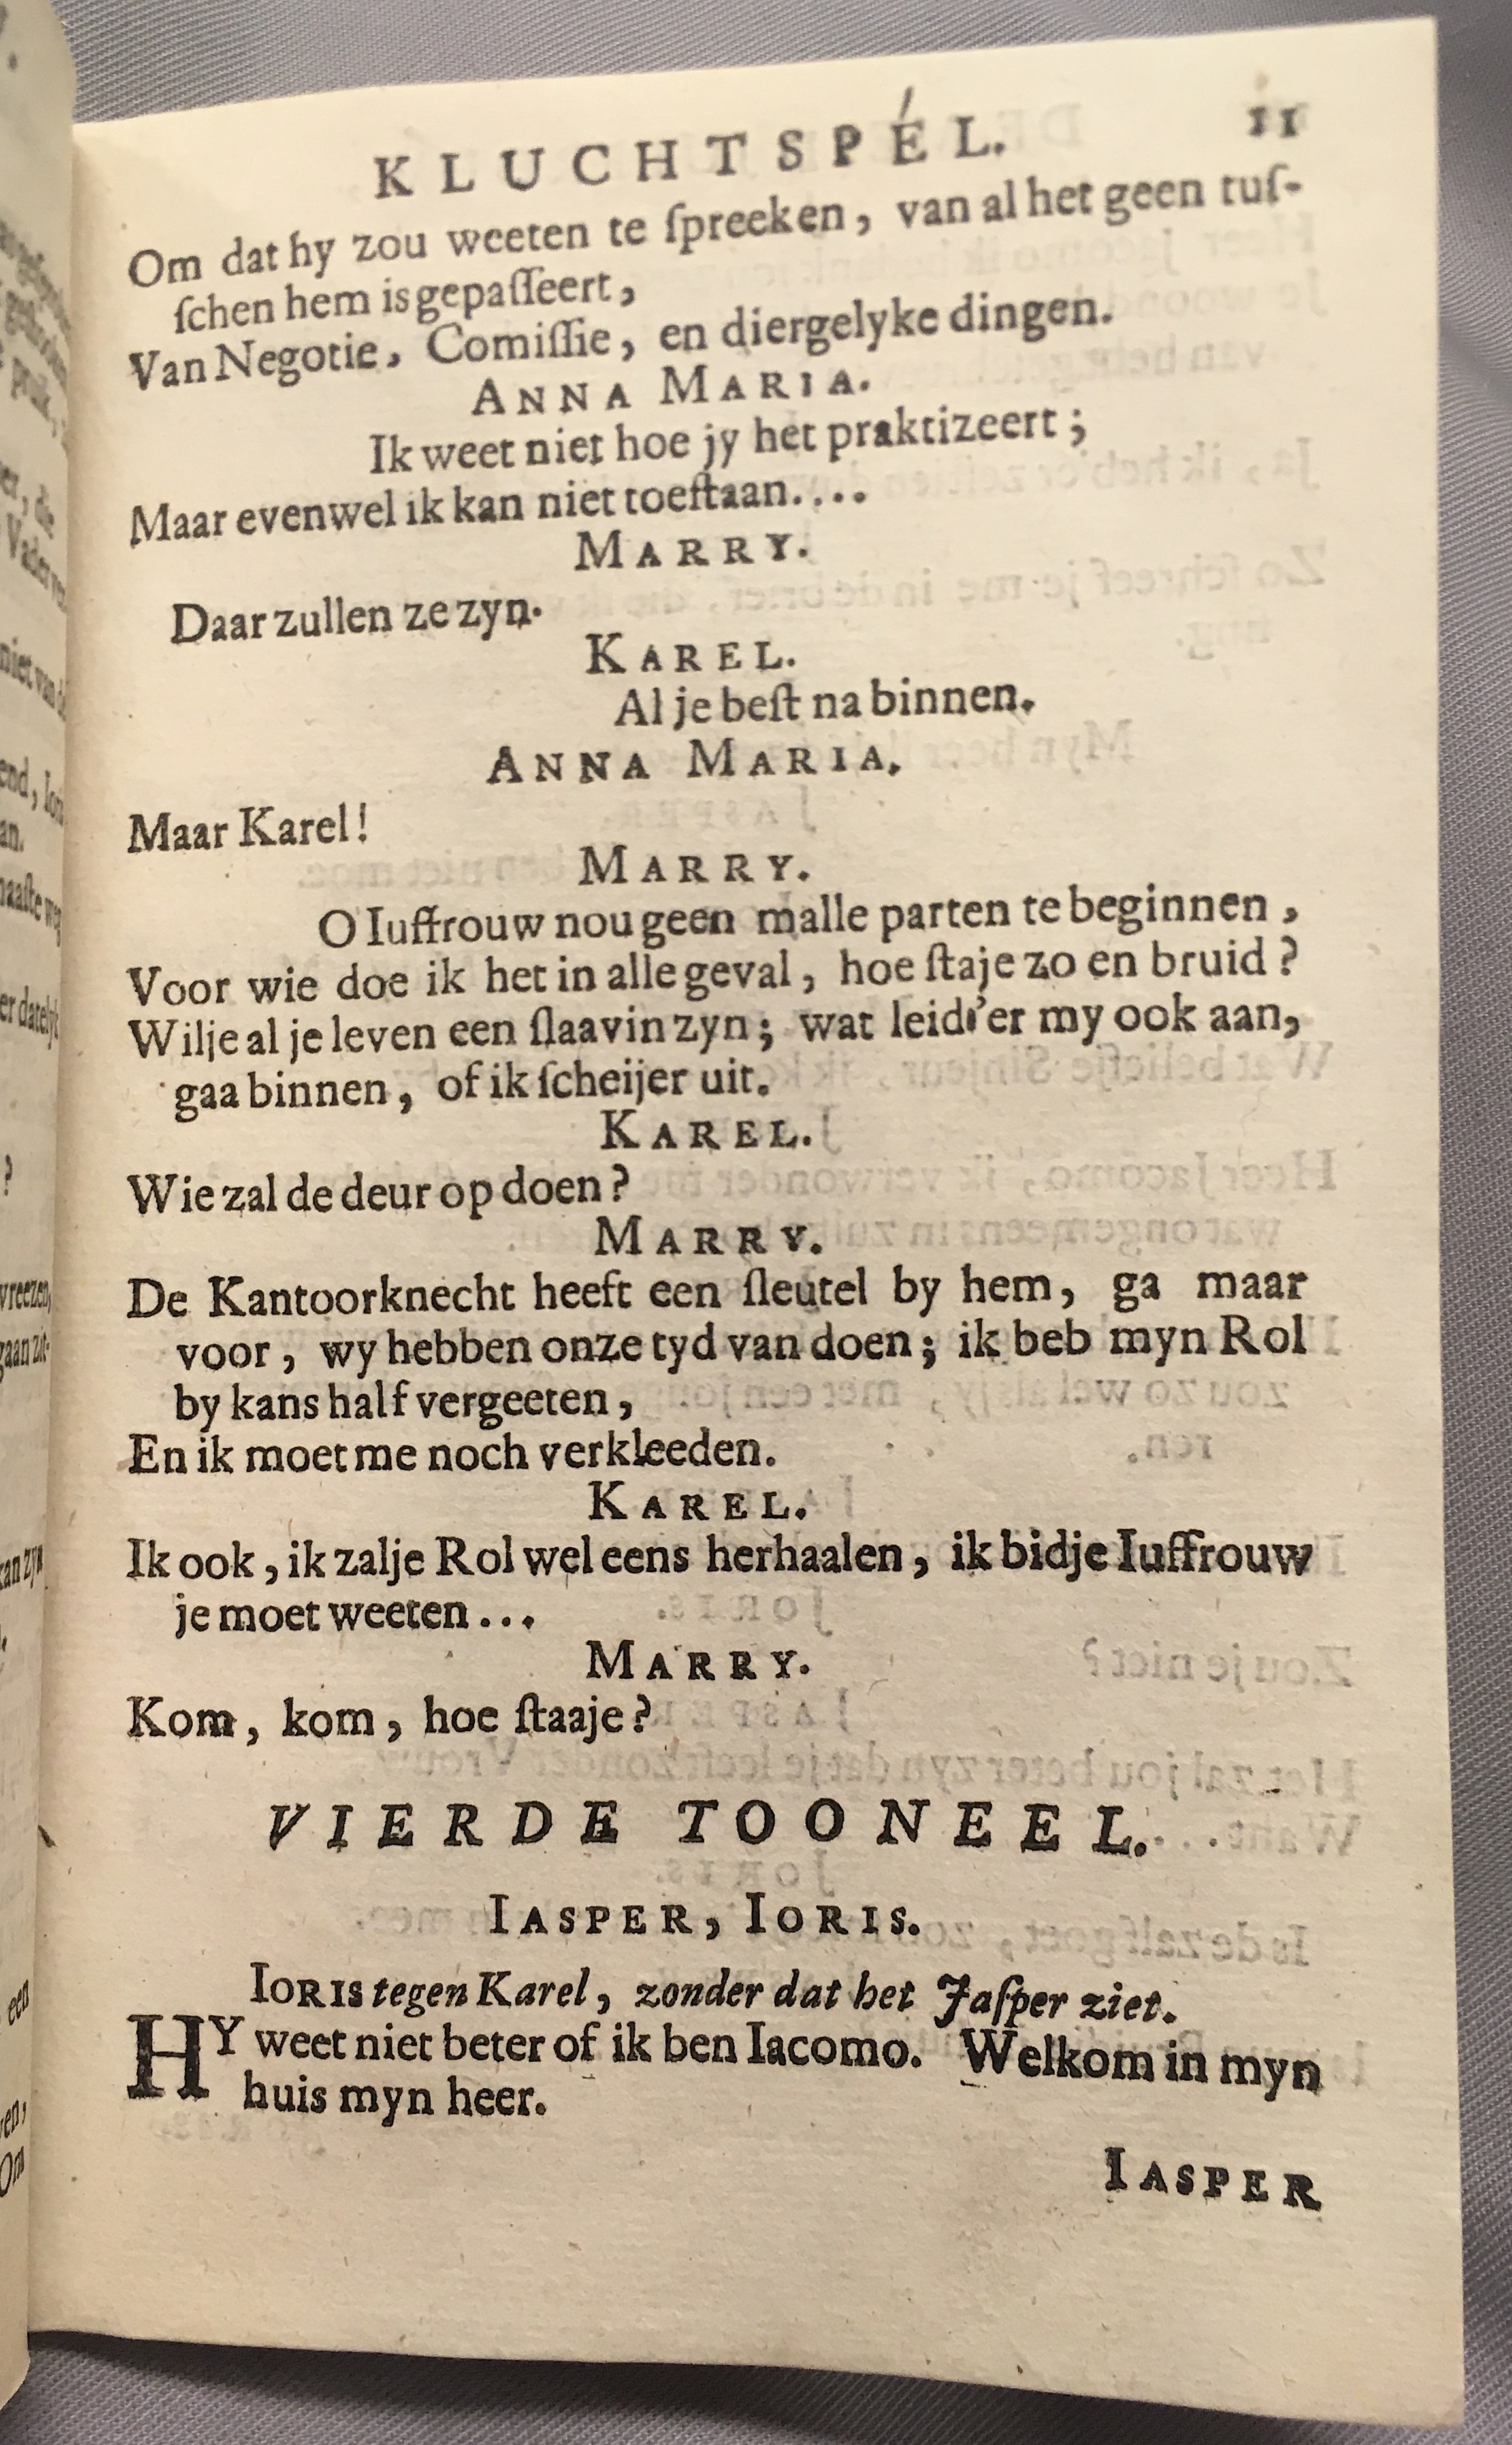 KLUCHTSPÉL. 11
Om dat hy zou weeten te ſpreeken, van al het geen tuſ-
ſchen hem is gepaſſeert,
Van Negotie, Comiſſie, en diergelyke dingen.
ANNA MARIA.
Ik weet niet hoe jy het praktizeert;
Maar evenwel ik kan niet toeſtaan....
MARRY.
Daar zullen ze zyn.
KAREL.
Al je beſt na binnen.
ANNA MARIA.
Maar Karel!
MARRY.
O Iuffrouw nou geen malle parten te beginnen,
Voor wie doe ik het in alle geval, hoe ſtaje zo en bruid?
Wilje al je leven een ſlaavin zyn; wat leid'er my ook aan,
gaa binnen, of ik ſcheijer uit.
KAREL.
Wie zal de deur op doen?
MARRY.
De Kantoorknecht heeft een ſleutel by hem, ga maar
voor, wy hebben onze tyd van doen; ik beb myn Rol
by kans half vergeeten,
En ik moet me noch verkleeden.
KAREL.
Ik ook, ik zalje Rol wel eens herhaalen, ik bidje Iuffrouw
je moet weeten...
MARRY.
Kom, kom, hoe ſtaaje?
VIERDE TOONEEL.
IASPER, IORIS.
IORIS tegen Karel, zonder dat het Jaſper ziet.
HY weet niet beter of ik ben Iacomo. Welkom in myn
huis myn heer.
IASPER